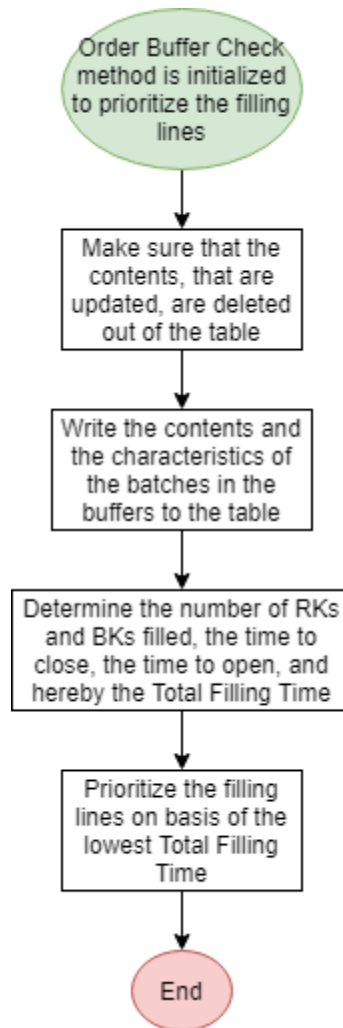 Order Buffer Check
method is initialized
to prioritize the filling
lines
Make sure that the
contents, that are
updated, are deleted
out of the table
Write the contents and
the characteristics of
the batches in the
buffers to the table
Determine the number of RKs
and BKs filled, the time to
close, the time to open, and
hereby the Total Filling Time
Prioritize the filling
lines on basis of the
lowest Total Filling
Time
End